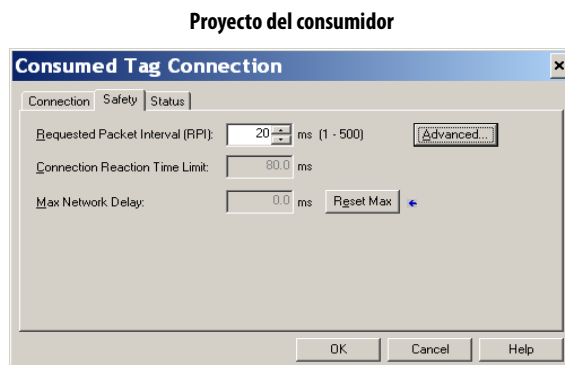 Proyecto del consumidor
Consumed Tag Connection
Connection Safety Status
Requested Packet Interval (RPI): 20 ms (1 - 500) Advanced...
Connection Reaction Time Limit: 80.0 ms
Max Network Delay: 0.0 ms Reset Max
OK Cancel Help